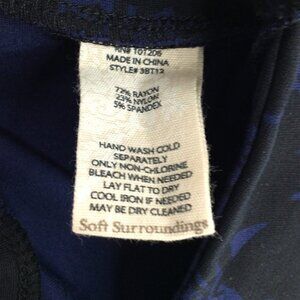 RN# 101206
MADE IN CHINA
STYLE# 3BT12
72% RAYON
23% NYLON
5% SPANDEX
HAND WASH COLD
SEPARATELY
ONLY NON-CHLORINE
BLEACH WHEN NEEDED
LAY FLAT TO DRY
COOL IRON IF NEEDED
MAY BE DRY CLEANED
Soft Surroundings